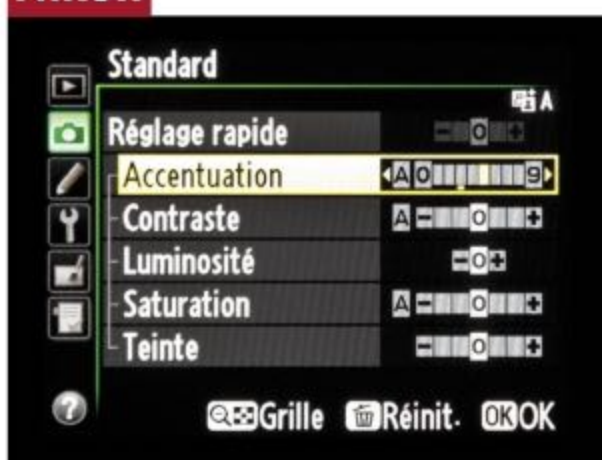 Standard
A
Réglage rapide - 0 +
Accentuation A 0 9
Contraste A - 0 +
Luminosité - 0 +
Saturation A - 0 +
Teinte - 0 +
? Grille Réinit. OK OK